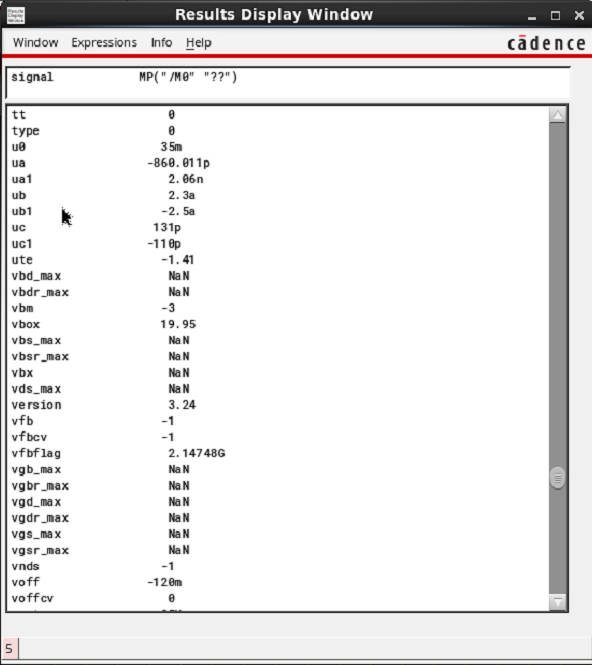 Results Display Window
Window Expressions Info Help
cādence
signal MP("/M0" "??")
tt 0
type 0
u0 35m
ua -860.011p
ua1 2.06n
ub 2.3a
ub1 -2.5a
uc 131p
uc1 -110p
ute -1.41
vbd_max NaN
vbdr_max NaN
vbm -3
vbox 19.95
vbs_max NaN
vbsr_max NaN
vbx NaN
vds_max NaN
version 3.24
vfb -1
vfbcv -1
vfbflag 2.14748G
vgb_max NaN
vgbr_max NaN
vgd_max NaN
vgdr_max NaN
vgs_max NaN
vgsr_max NaN
vnds -1
voff -120m
voffcv 0
5